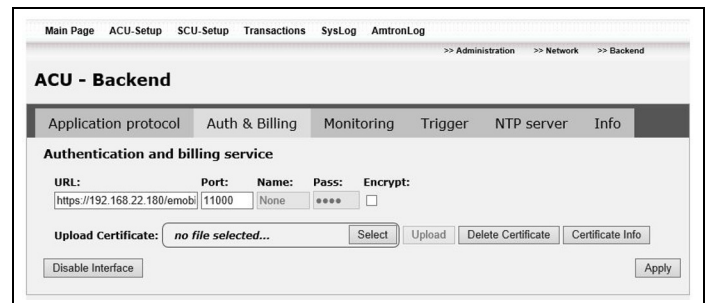 Main Page ACU-Setup SCU-Setup Transactions SysLog AmtronLog
>> Administration >> Network >> Backend
ACU - Backend
Application protocol Auth & Billing Monitoring Trigger NTP server Info
Authentication and billing service
URL: Port: Name: Pass: Encrypt:
https://192.168.22.180/emobi 11000 None ●●●●
Upload Certificate: no file selected... Select Upload Delete Certificate Certificate Info
Disable Interface Apply